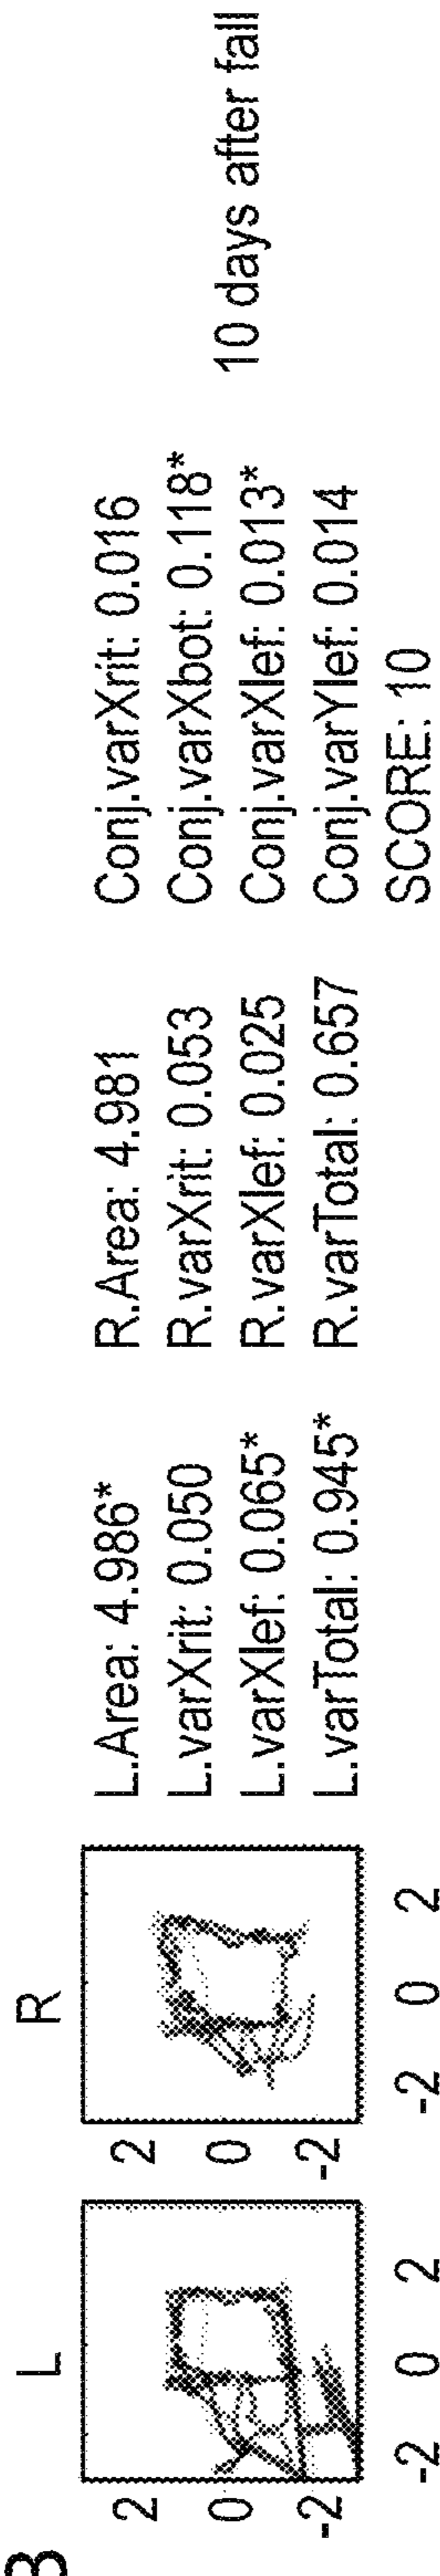 L
R
2
0
-2
-2 0 2
2
0
-2
-2 0 2
L.Area: 4.986*
L.varXrit: 0.050
L.varXlef: 0.065*
L.varTotal: 0.945*
R.Area: 4.981
R.varXrit: 0.053
R.varXlef: 0.025
R.varTotal: 0.657
Conj.varXrit: 0.016
Conj.varXbot: 0.118*
Conj.varXlef: 0.013*
Conj.varYlef: 0.014
SCORE: 10
10 days after fall